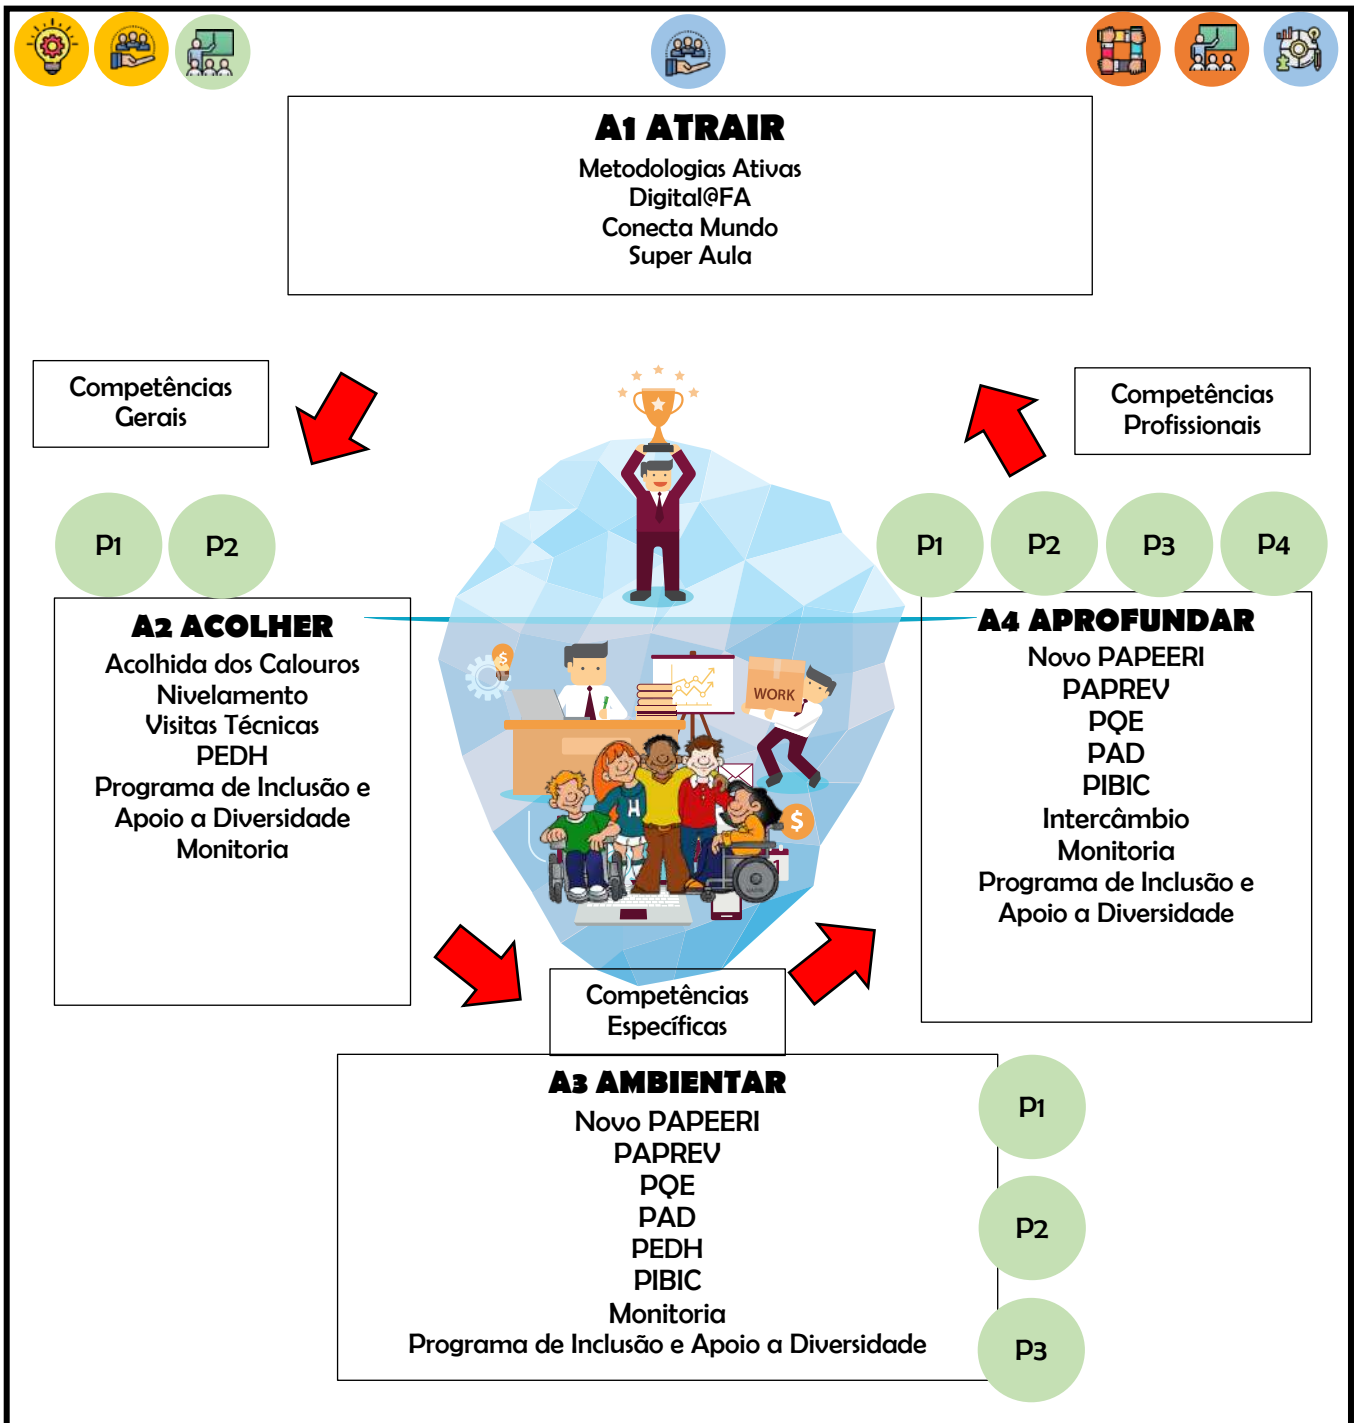 A1 ATRAIR
Metodologias Ativas
Digital@FA
Conecta Mundo
Super Aula
Competências
Gerais
Competências
Profissionais
P1
P2
P1
P2
P3
P4
A2 ACOLHER
Acolhida dos Calouros
Nivelamento
Visitas Técnicas
PEDH
Programa de Inclusão e
Apoio a Diversidade
Monitoria
$
WORK
H
$
1
A4 APROFUNDAR
Novo PAPEERI
PAPREV
PQE
PAD
PIBIC
Intercâmbio
Monitoria
Programa de Inclusão e
Apoio a Diversidade
Competências
Específicas
A3 AMBIENTAR
Novo PAPEERI
PAPREV
PQE
PAD
PEDH
PIBIC
Monitoria
Programa de Inclusão e Apoio a Diversidade
P1
P2
P3